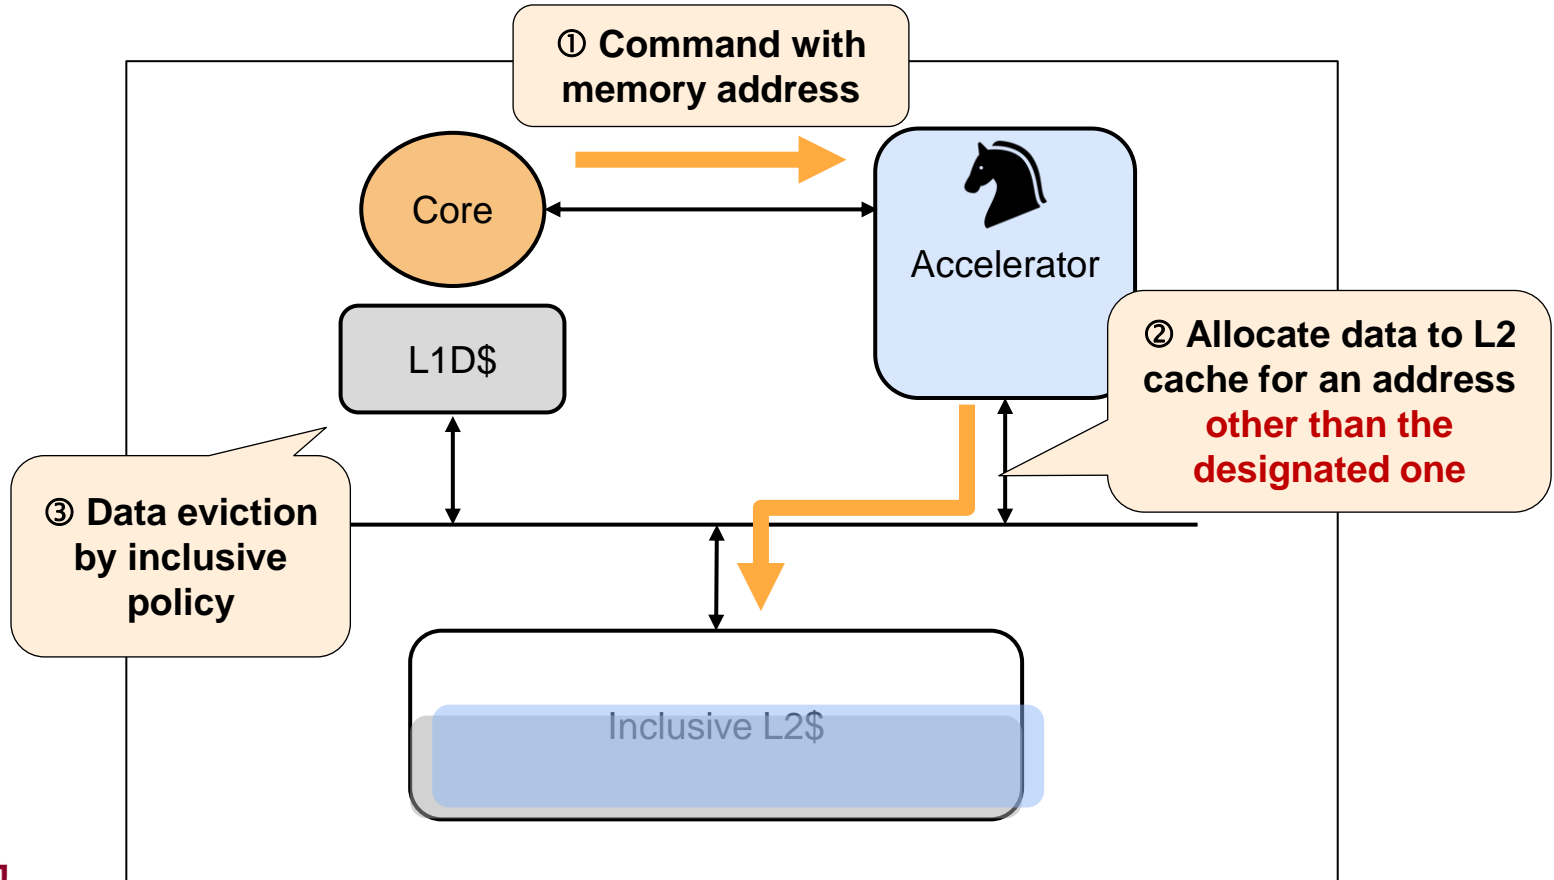 ① Command with
memory address
Core
Accelerator
L1D$
② Allocate data to L2
cache for an address
other than the
designated one
③ Data eviction
by inclusive
policy
Inclusive L2$